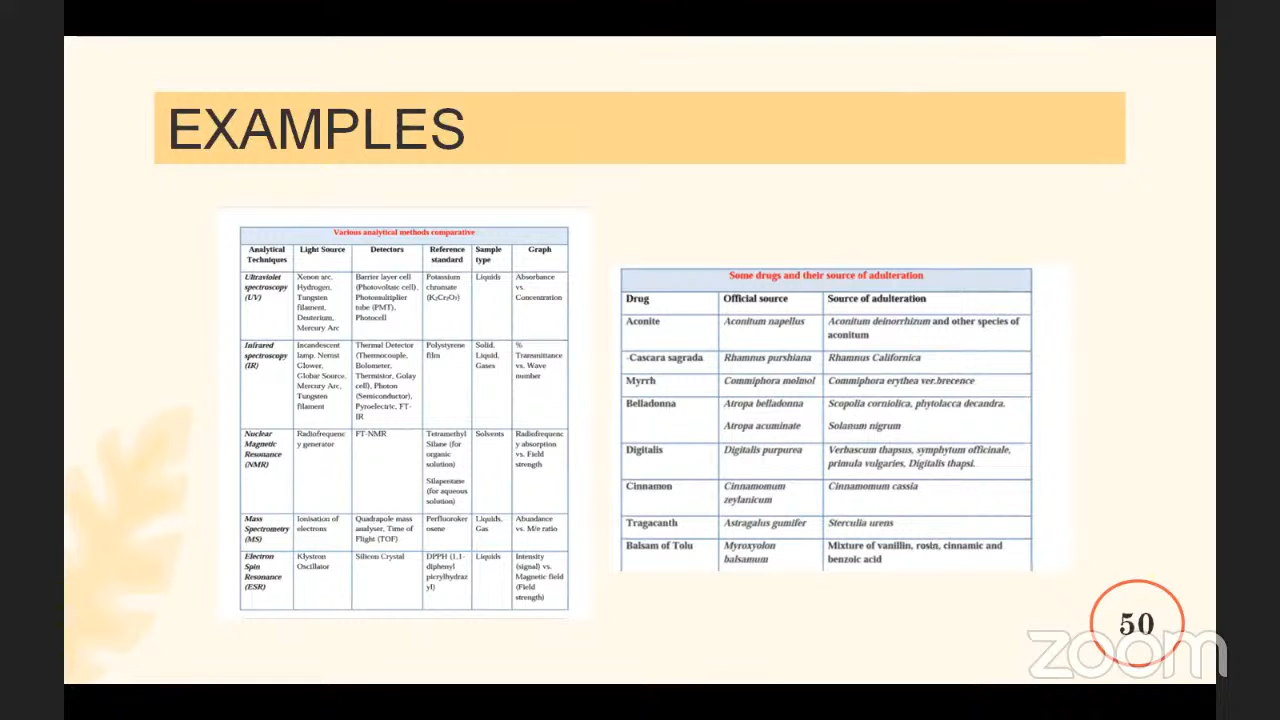 EXAMPLES
Various analytical methods comparative
Analytical Techniques Light Source Detectors Reference standard Sample type Graph
Ultraviolet spectroscopy (UV)
Xenon arc, Hydrogen, Tungsten filament, Deuterium, Mercury Arc
Barrier layer cell (Photovoltaic cell), Photomultiplier tube (PMT), Photocell
Potassium chromate
Liquids
Absorbance vs. Concentration
Infrared spectroscopy (IR)
Incandescent lamp. Nernst Glower, Globar Source, Mercury Arc, Tungsten filament
Thermal Detector (Thermocouple, Bolometer, Thermistor, Golay cell), Photon (Semiconductor), Pyroelectric, FT-IR
Polystyrene film
Solid, Liquid, Gases
% Transmittance vs. Wave number
Nuclear Magnetic Resonance (NMR)
Radiofrequency generator
FT-NMR
Tetramethyl Silane (for organic solution)
Silapentane (for aqueous solution)
Solvents
Radiofrequency absorption vs. Field strength
Mass Spectrometry (MS)
Ionisation of electrons
Quadrapole mass analyser, Time of Flight (TOF)
Perfluorokerosene
Liquids, Gas
Abundance vs. M/e ratio
Electron Spin Resonance (ESR)
Klystron Oscillator
Silicon Crystal
DPPH (1,1-diphenyl picrylhydrazyl)
Liquids
Intensity (signal) vs. Magnetic field (Field strength)
Some drugs and their source of adulteration
Drug Official source Source of adulteration
Aconite Aconitum napellus Aconitum deinorrhizum and other species of
aconitum
-Cascara sagrada Rhamnus purshiana Rhamnus Californica
Myrrh Commiphora molmol Commiphora erythea ver.brecence
Belladonna Atropa belladonna Scopolia corniolica, phytolacca decandra.
Atropa acuminate Solanum nigrum
Digitalis Digitalis purpurea Verbascum thapsus, symphytum officinale,
primula vulgaries, Digitalis thapsi.
Cinnamon Cinnamomum Cinnamomum cassia
zeylanicum
Tragacanth Astragalus gumifer Sterculia urens
Balsam of Tolu Myroxyolon Mixture of vanillin, rosin, cinnamic and
balsamum benzoic acid
50
zoom